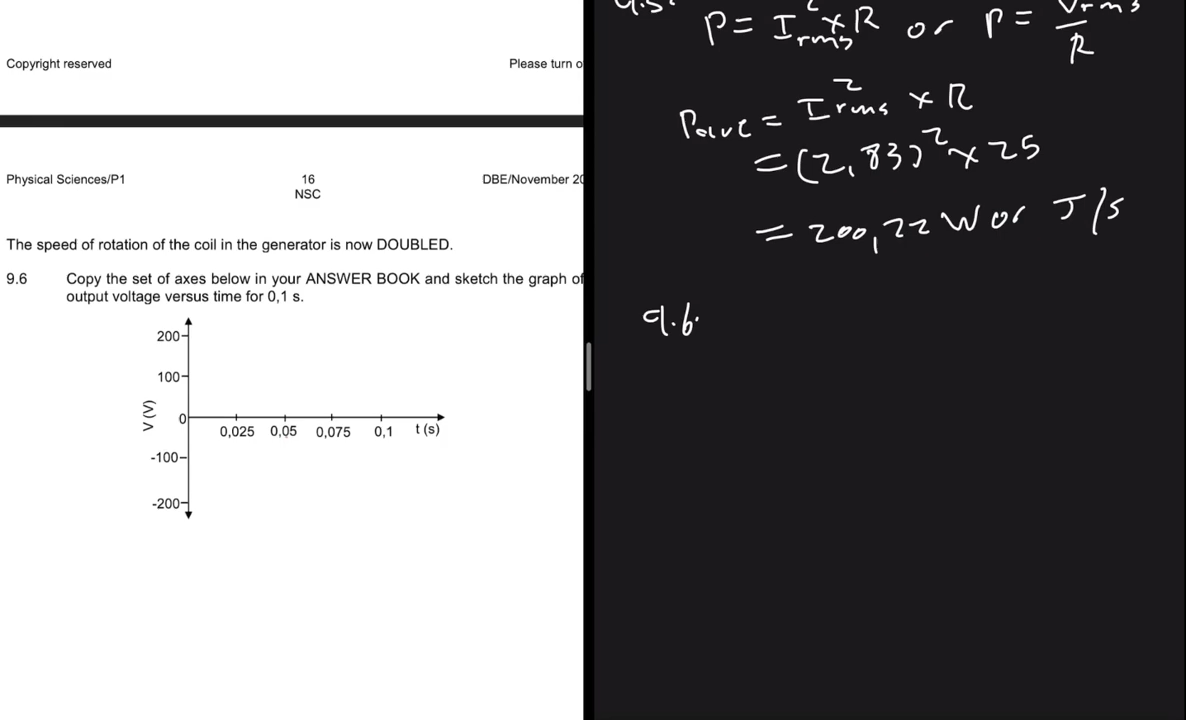 Copyright reserved
Please turn o
Physical Sciences/P1
16
NSC
DBE/November 20
The speed of rotation of the coil in the generator is now DOUBLED.
9.6 Copy the set of axes below in your ANSWER BOOK and sketch the graph of
output voltage versus time for 0,1 s.
200
100
V (V)
0
0,025 0,05 0,075 0,1 t (s)
-100
-200
9.5.
P = I²rms × R or P = V²rms / R
Pave = I²rms × R
= (2,83)² × 25
= 200,22 W or J/s
9.6.